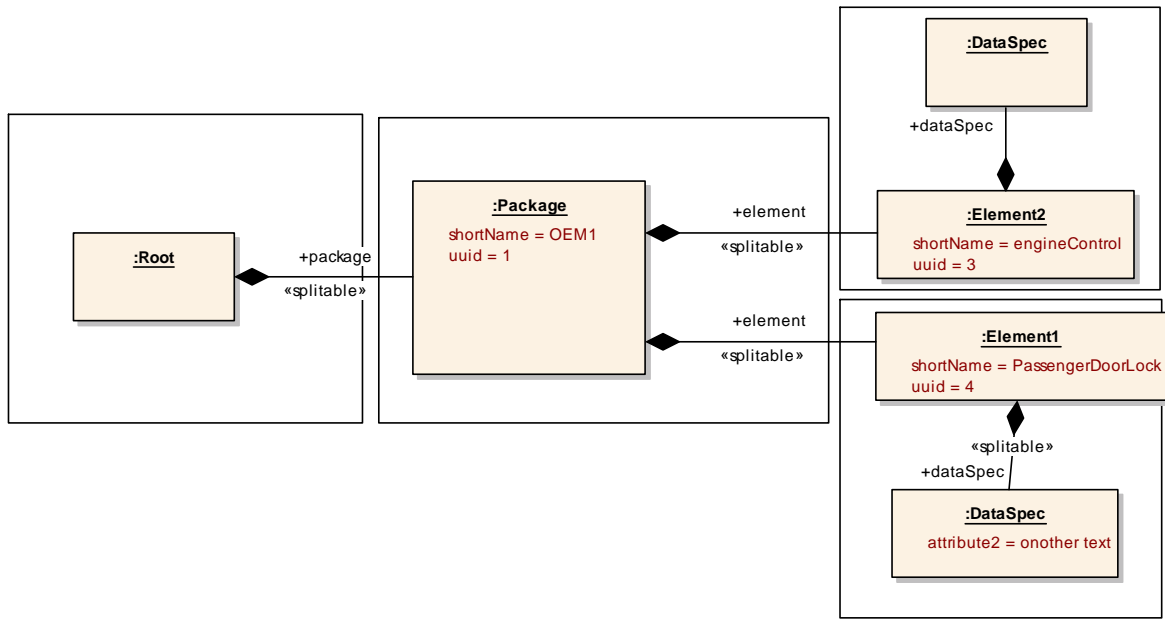 :Root
+package
«splitable»
:Package
shortName = OEM1
uuid = 1
+element
«splitable»
+element
«splitable»
:DataSpec
+dataSpec
:Element2
shortName = engineControl
uuid = 3
:Element1
shortName = PassengerDoorLock
uuid = 4
«splitable»
+dataSpec
:DataSpec
attribute2 = onother text